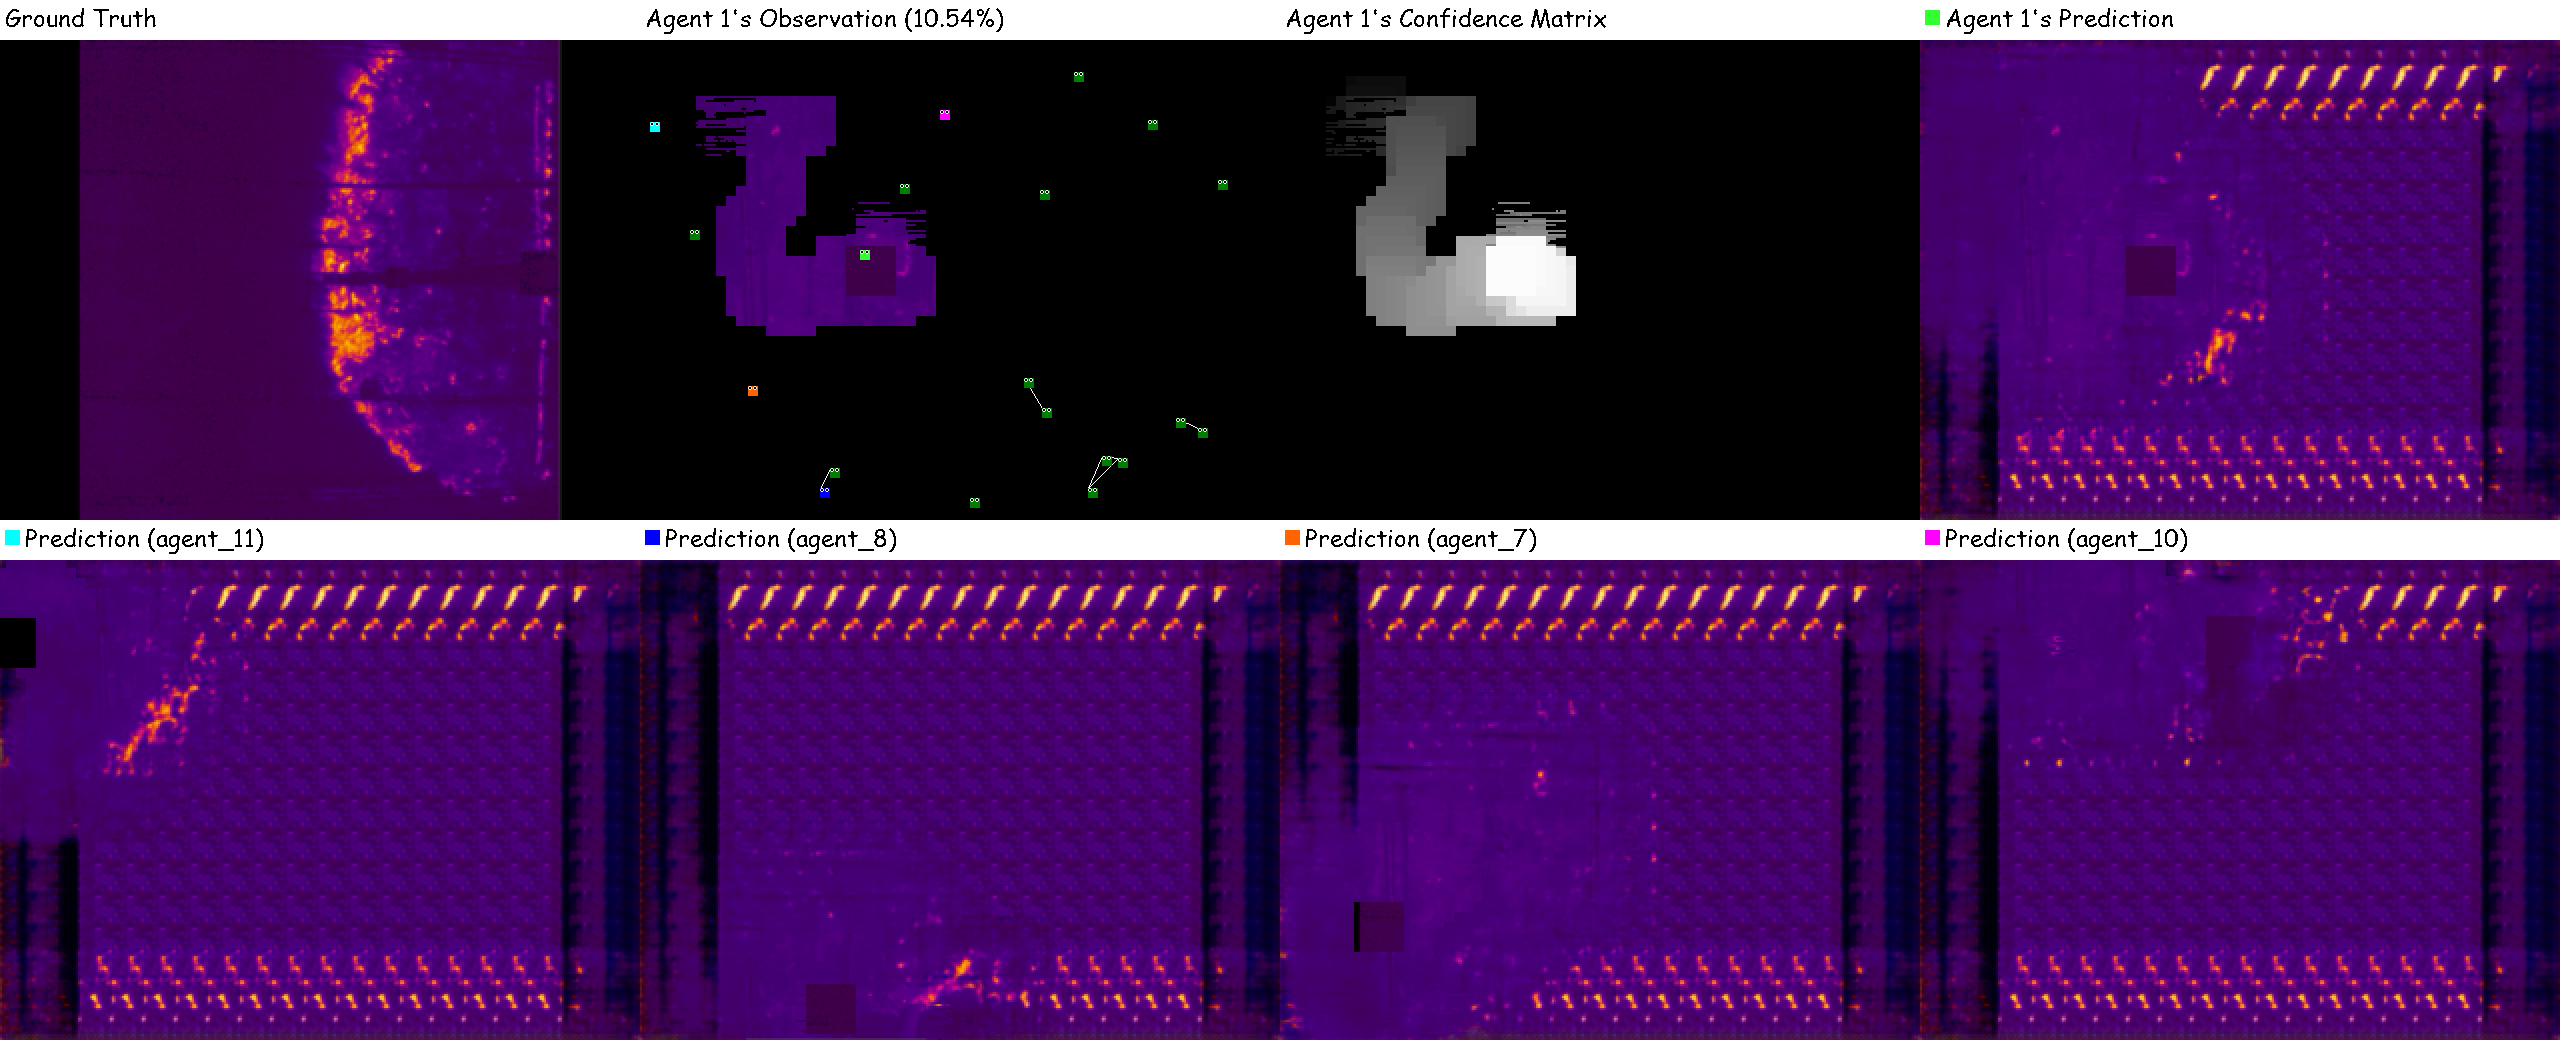 Ground Truth
Agent 1's Observation (10.54%)
Agent 1's Confidence Matrix
Agent 1's Prediction
Prediction (agent_11)
Prediction (agent_8)
Prediction (agent_7)
Prediction (agent_10)